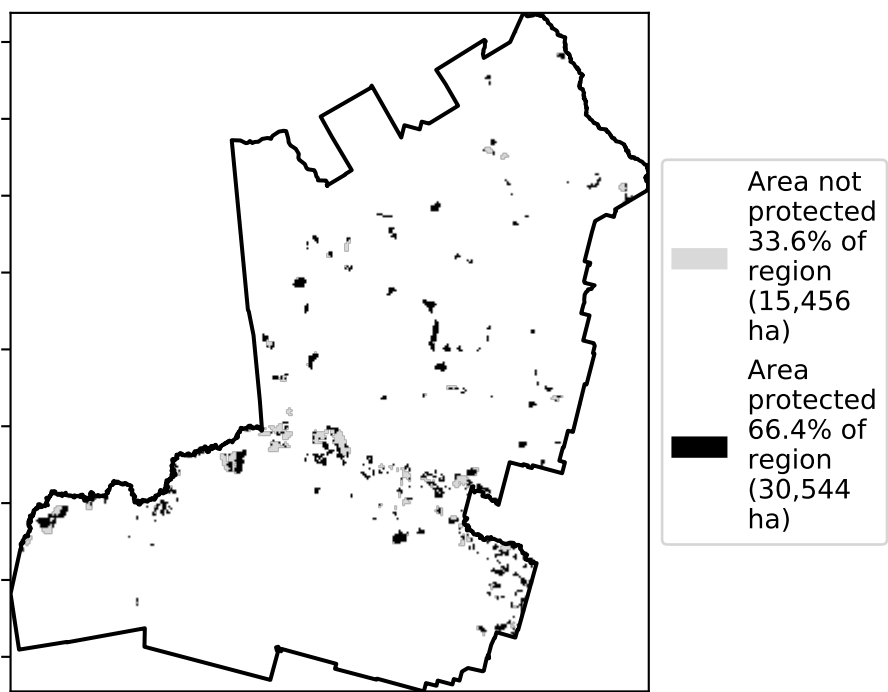 Area not
protected
33.6% of
region
(15,456
ha)
Area
protected
66.4% of
region
(30,544
ha)